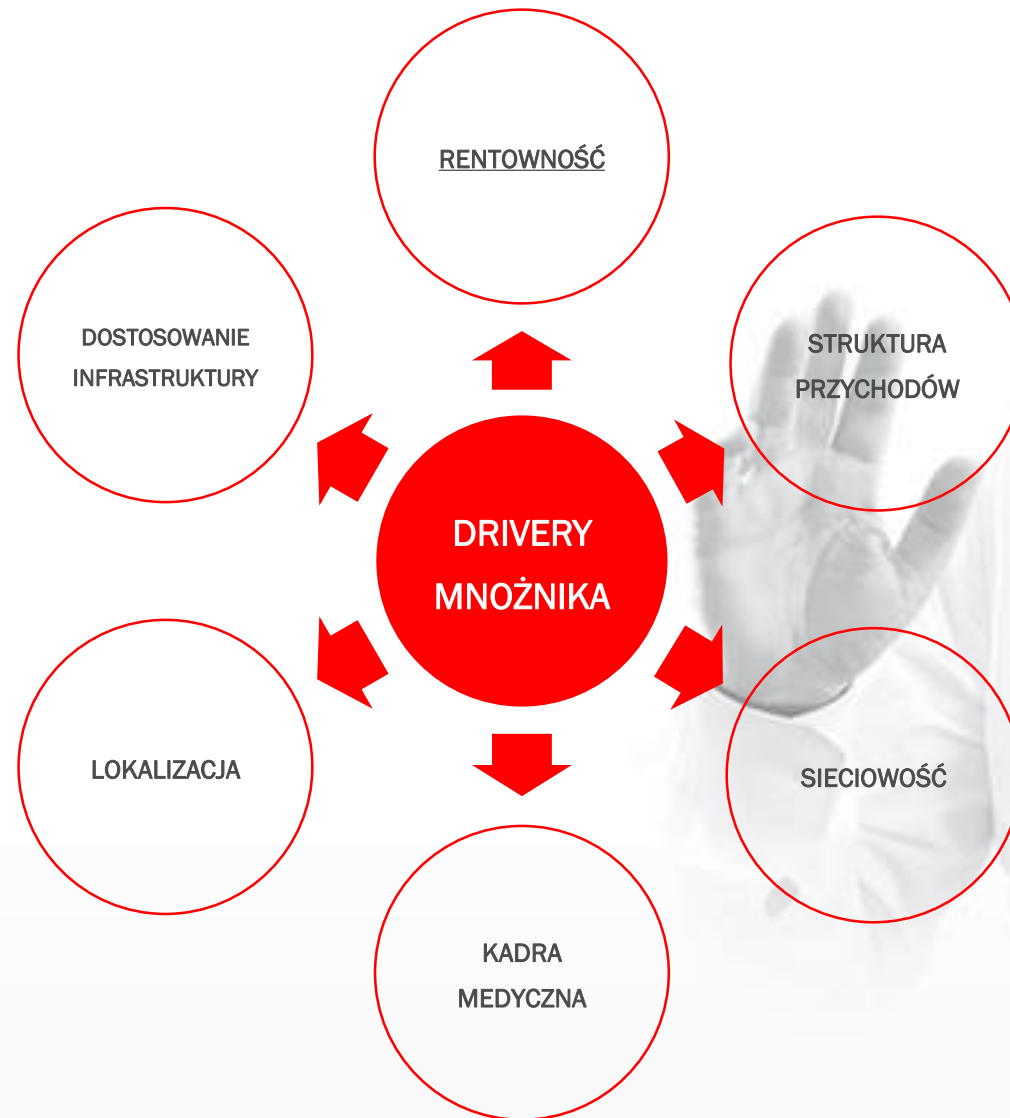 RENTOWNOŚĆ
DOSTOSOWANIE
INFRASTRUKTURY
STRUKTURA
PRZYCHODÓW
DRIVERY
MNOŻNIKA
LOKALIZACJA
SIECIOWOŚĆ
KADRA
MEDYCZNA